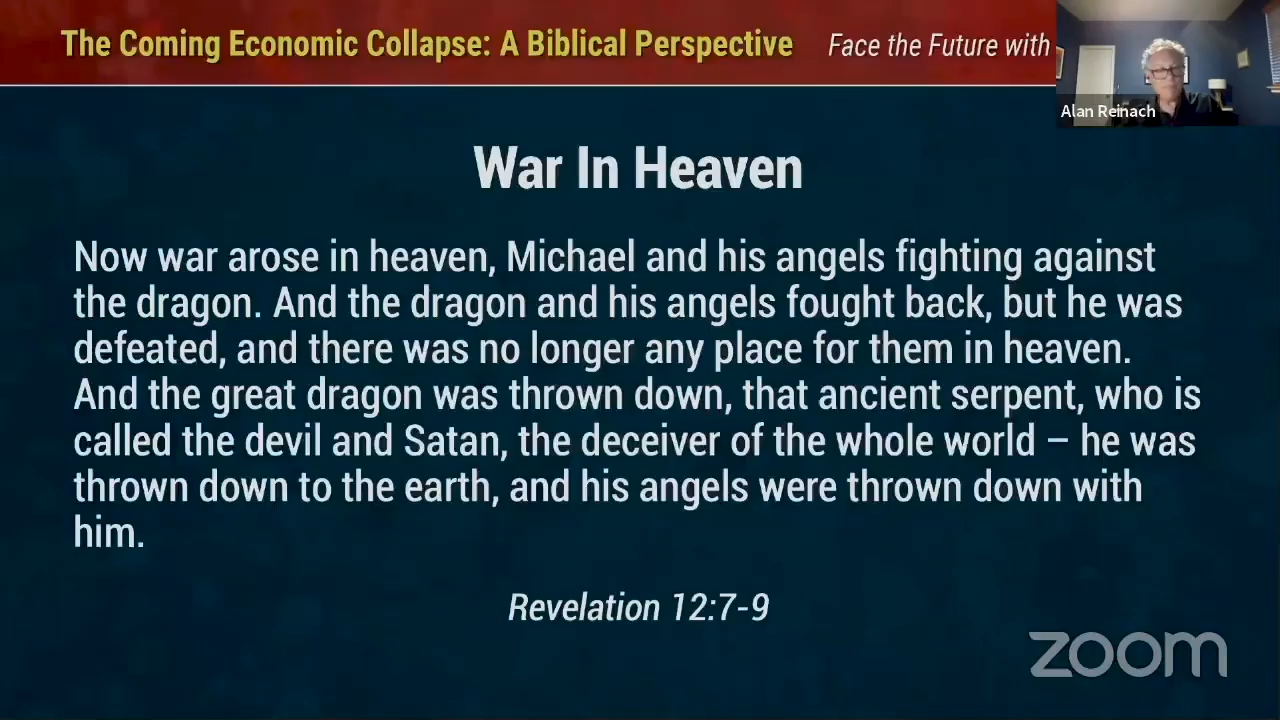 The Coming Economic Collapse: A Biblical Perspective Face the Future with
Alan Reinach
War In Heaven
Now war arose in heaven, Michael and his angels fighting against
the dragon. And the dragon and his angels fought back, but he was
defeated, and there was no longer any place for them in heaven.
And the great dragon was thrown down, that ancient serpent, who is
called the devil and Satan, the deceiver of the whole world – he was
thrown down to the earth, and his angels were thrown down with
him.
Revelation 12:7-9
zoom